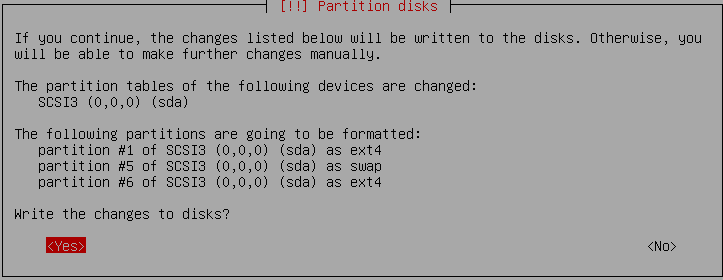 [!!] Partition disks
If you continue, the changes listed below will be written to the disks. Otherwise, you
will be able to make further changes manually.
The partition tables of the following devices are changed:
SCSI3 (0,0,0) (sda)
The following partitions are going to be formatted:
partition #1 of SCSI3 (0,0,0) (sda) as ext4
partition #5 of SCSI3 (0,0,0) (sda) as swap
partition #6 of SCSI3 (0,0,0) (sda) as ext4
Write the changes to disks?
<Yes> <No>